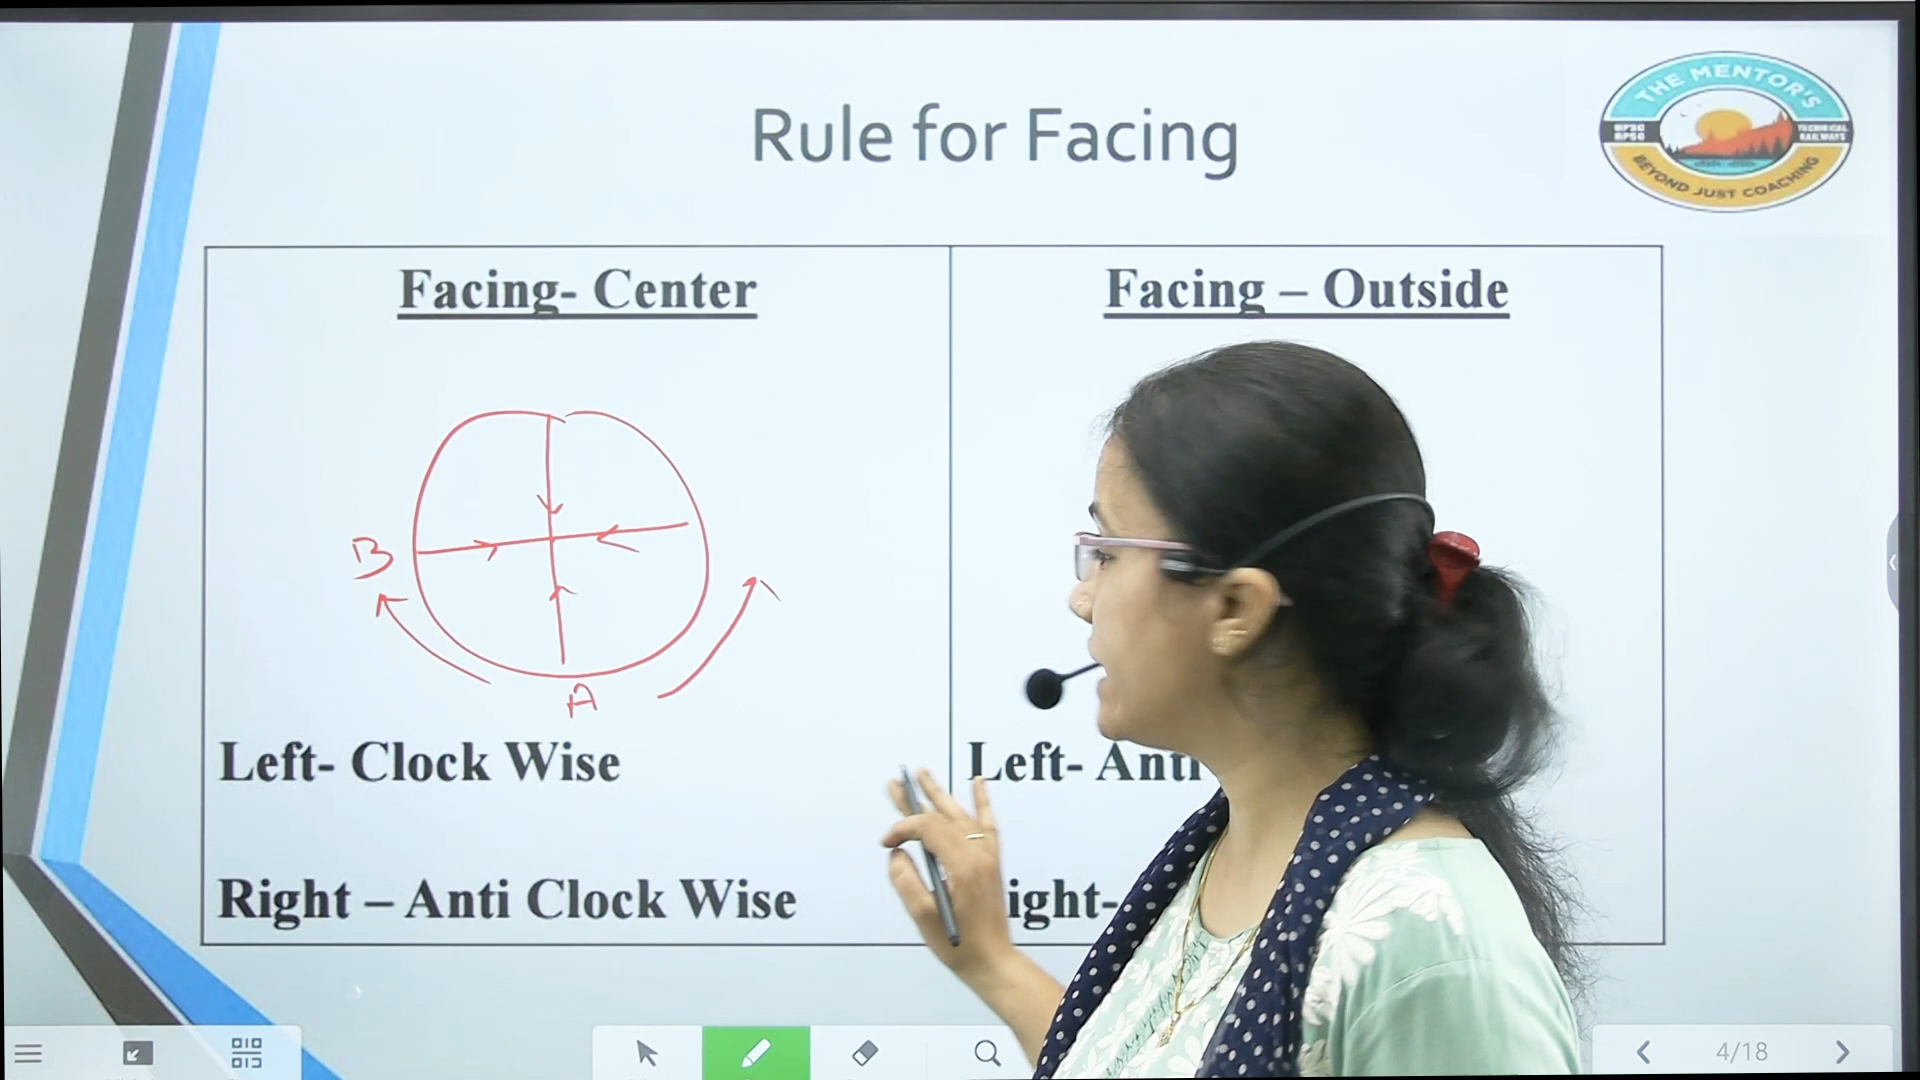 THE MENTOR'S
BEYOND JUST COACHING
Rule for Facing
Facing- Center
Facing – Outside
B
A
Left- Clock Wise
Left- Anti
Right – Anti Clock Wise
ight-
4/18